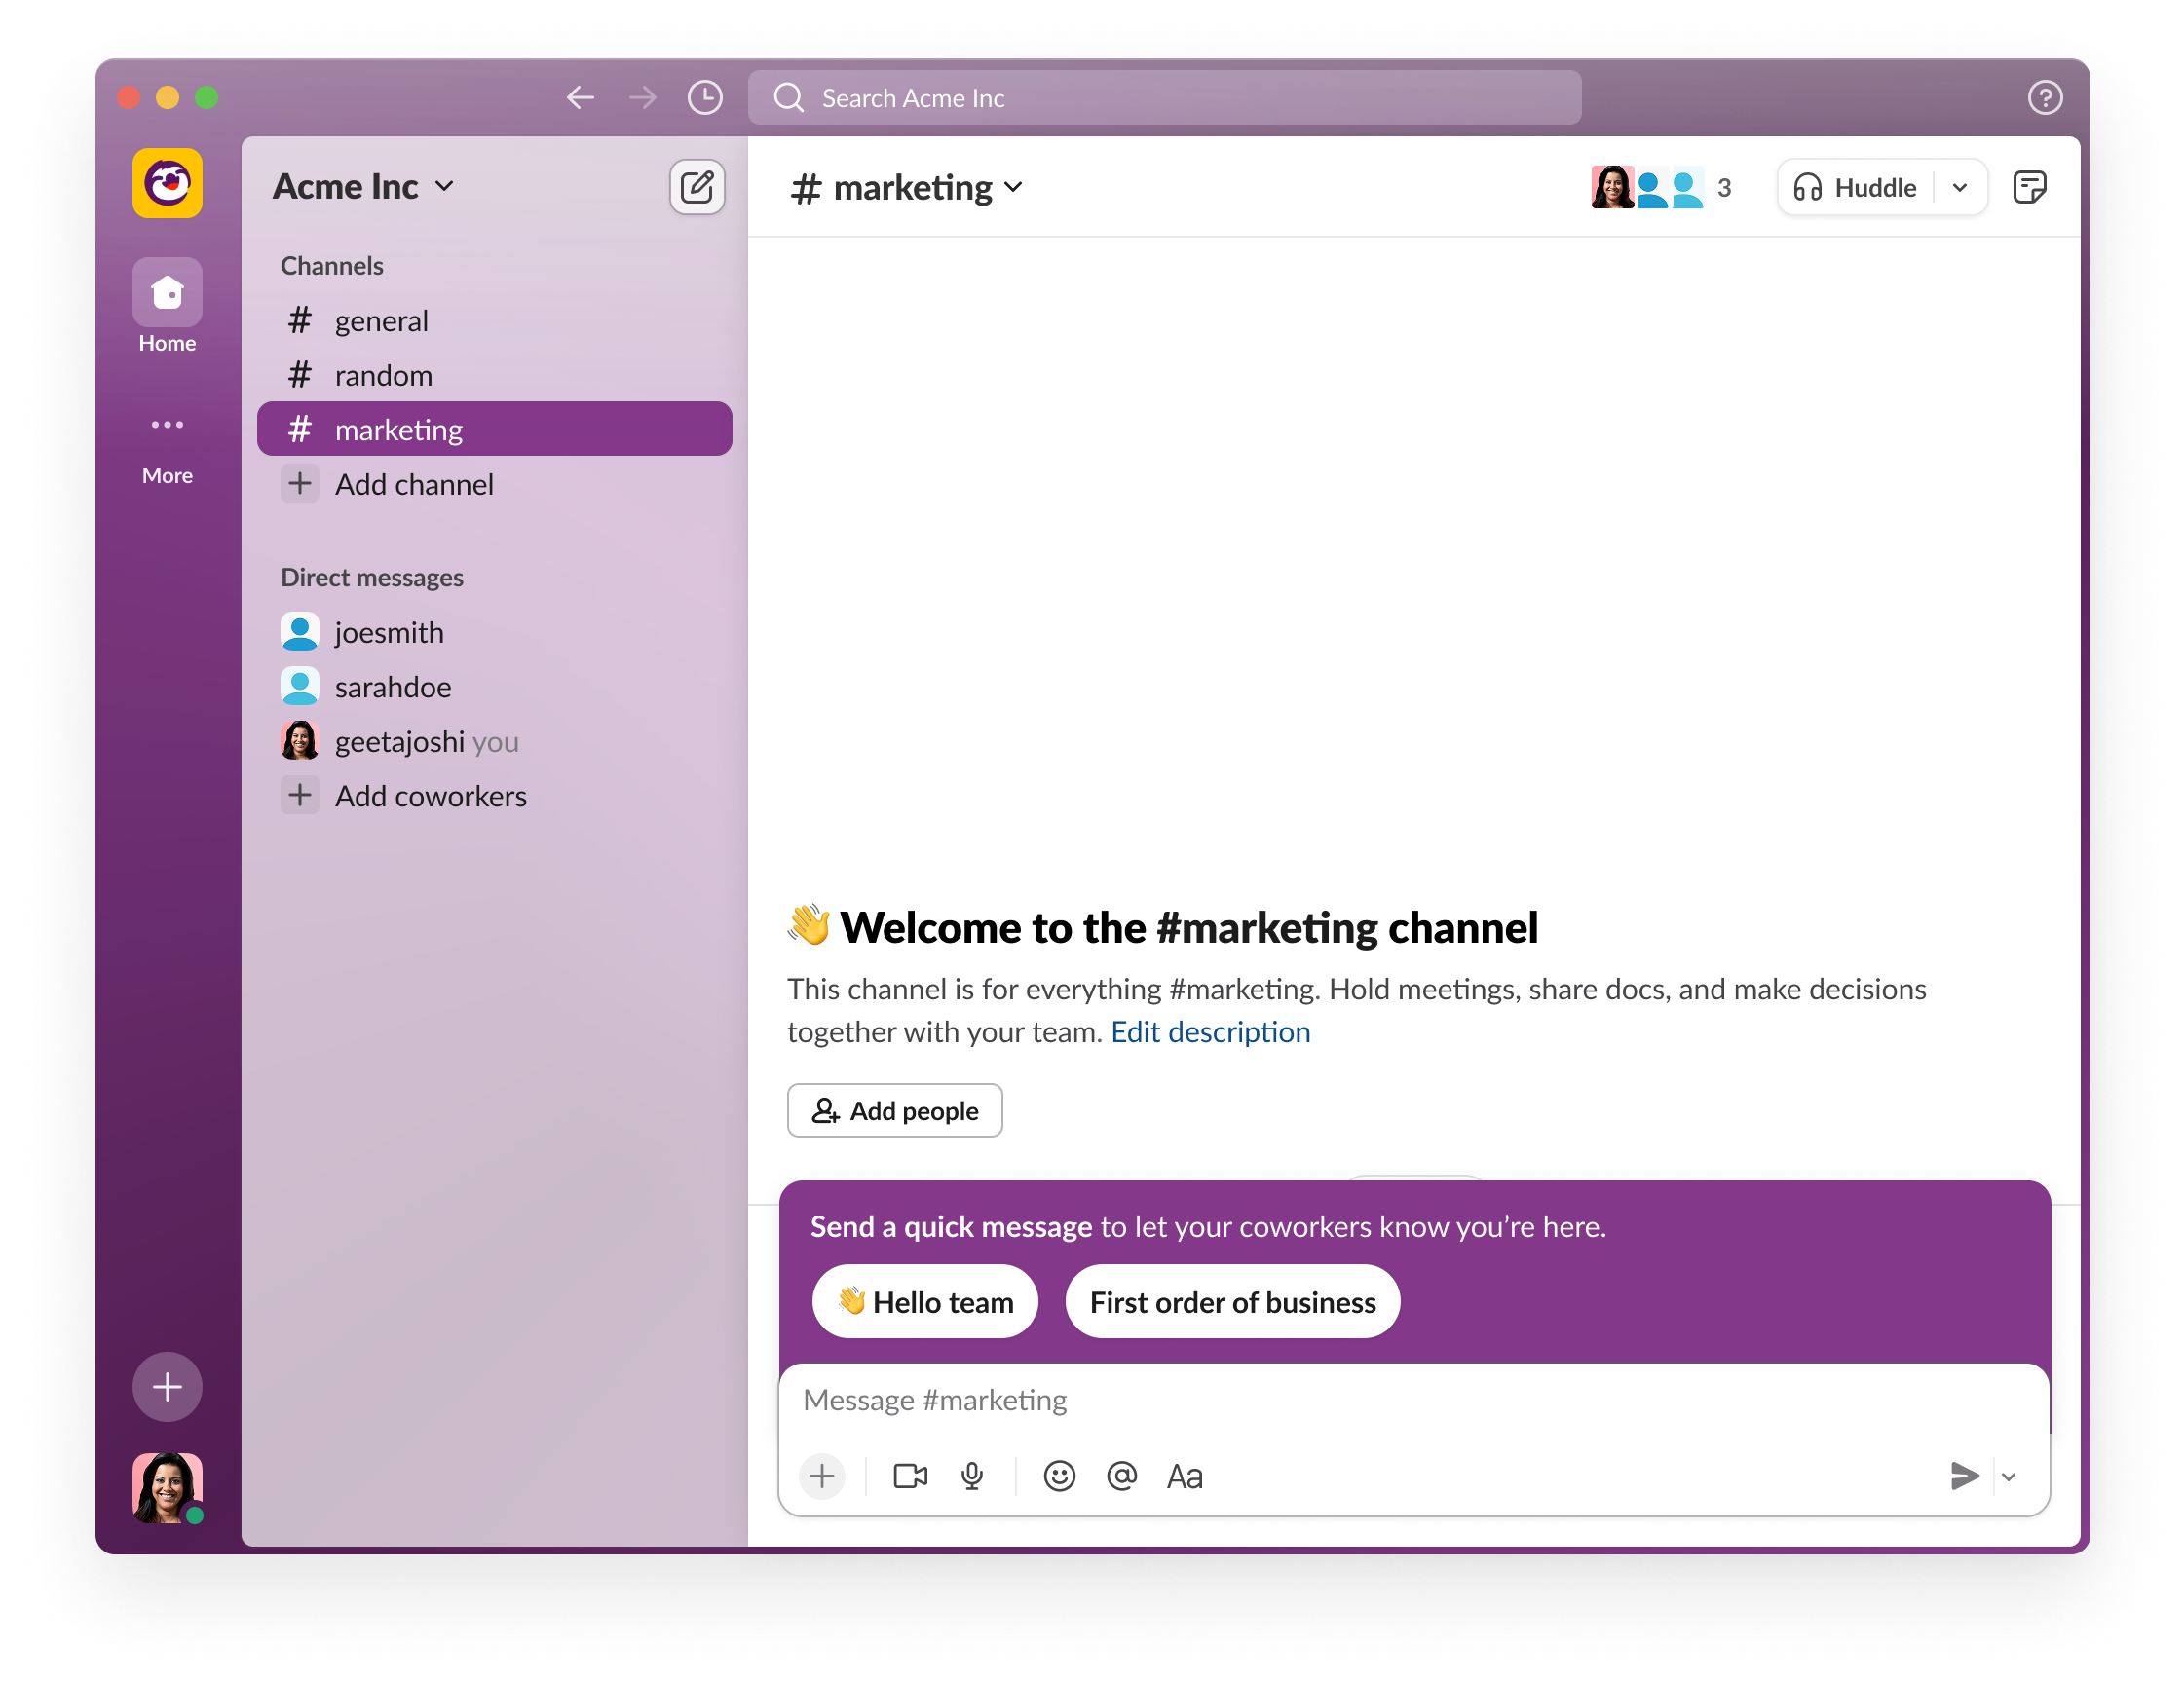 Search Acme Inc
Acme Inc
Home
More
Channels
# general
# random
# marketing
+ Add channel
Direct messages
joesmith
sarahdoe
geetajoshi you
+ Add coworkers
# marketing
3
Huddle
👋 Welcome to the #marketing channel
This channel is for everything #marketing. Hold meetings, share docs, and make decisions
together with your team. Edit description
Add people
Send a quick message to let your coworkers know you’re here.
👋 Hello team
First order of business
Message #marketing
@ Aa